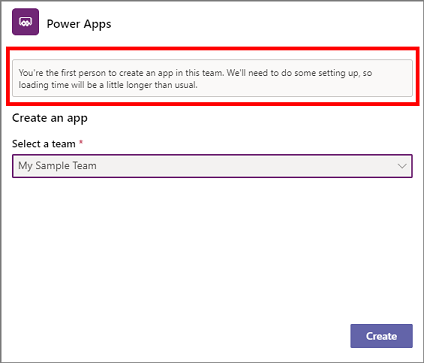 Power Apps
You're the first person to create an app in this team. We'll need to do some setting up, so
loading time will be a little longer than usual.
Create an app
Select a team *
My Sample Team
Create